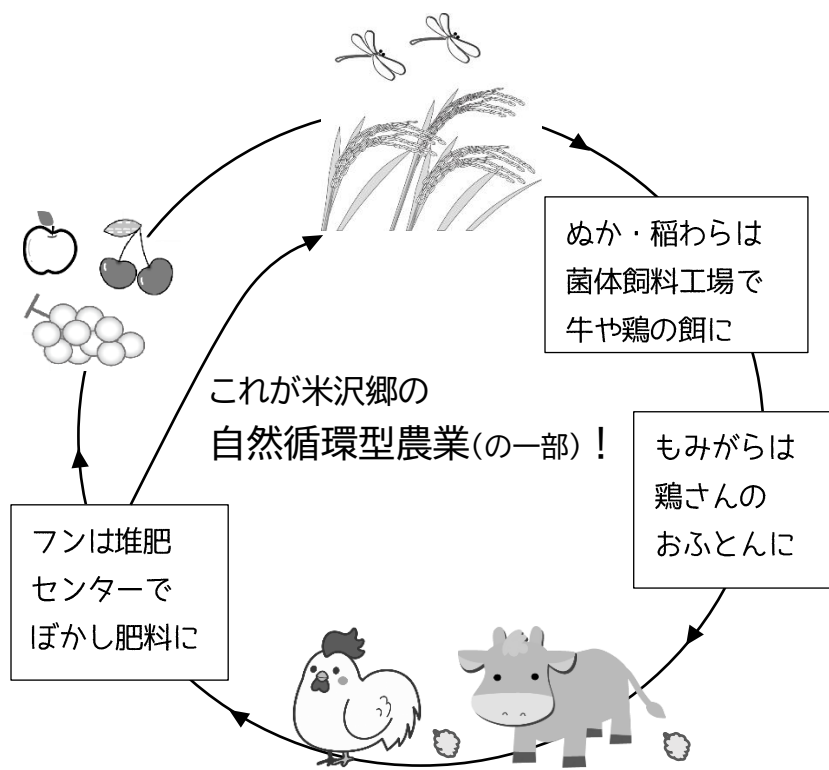 ぬか・稲わらは
菌体飼料工場で
牛や鶏の餌に
これが米沢郷の
自然循環型農業(の一部)！
もみがらは
鶏さんの
おふとんに
フンは堆肥
センターで
ぼかし肥料に